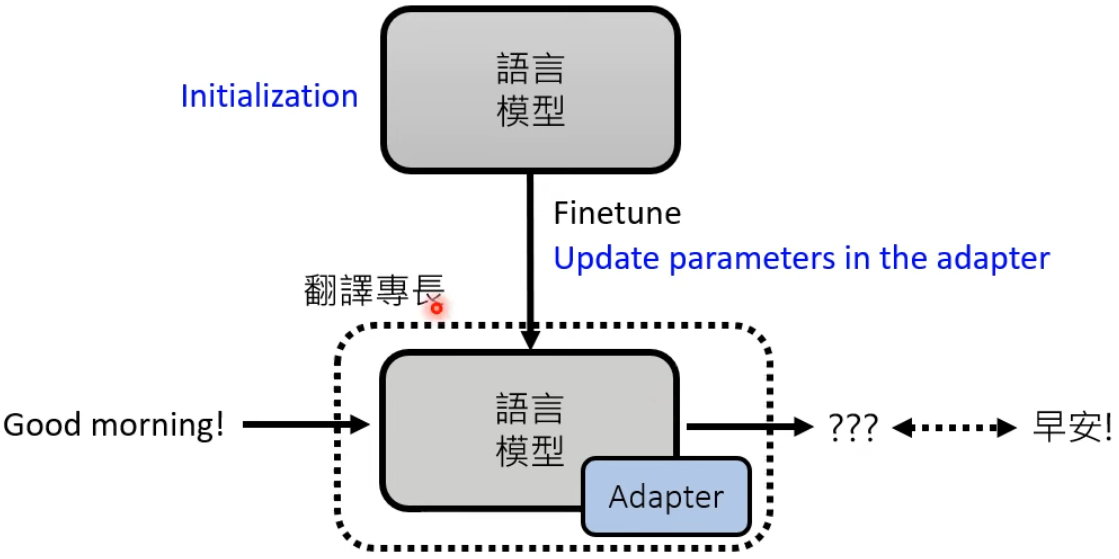 語言
模型
Initialization
Finetune
Update parameters in the adapter
翻譯專長
語言
模型
Good morning!
???
早安!
Adapter